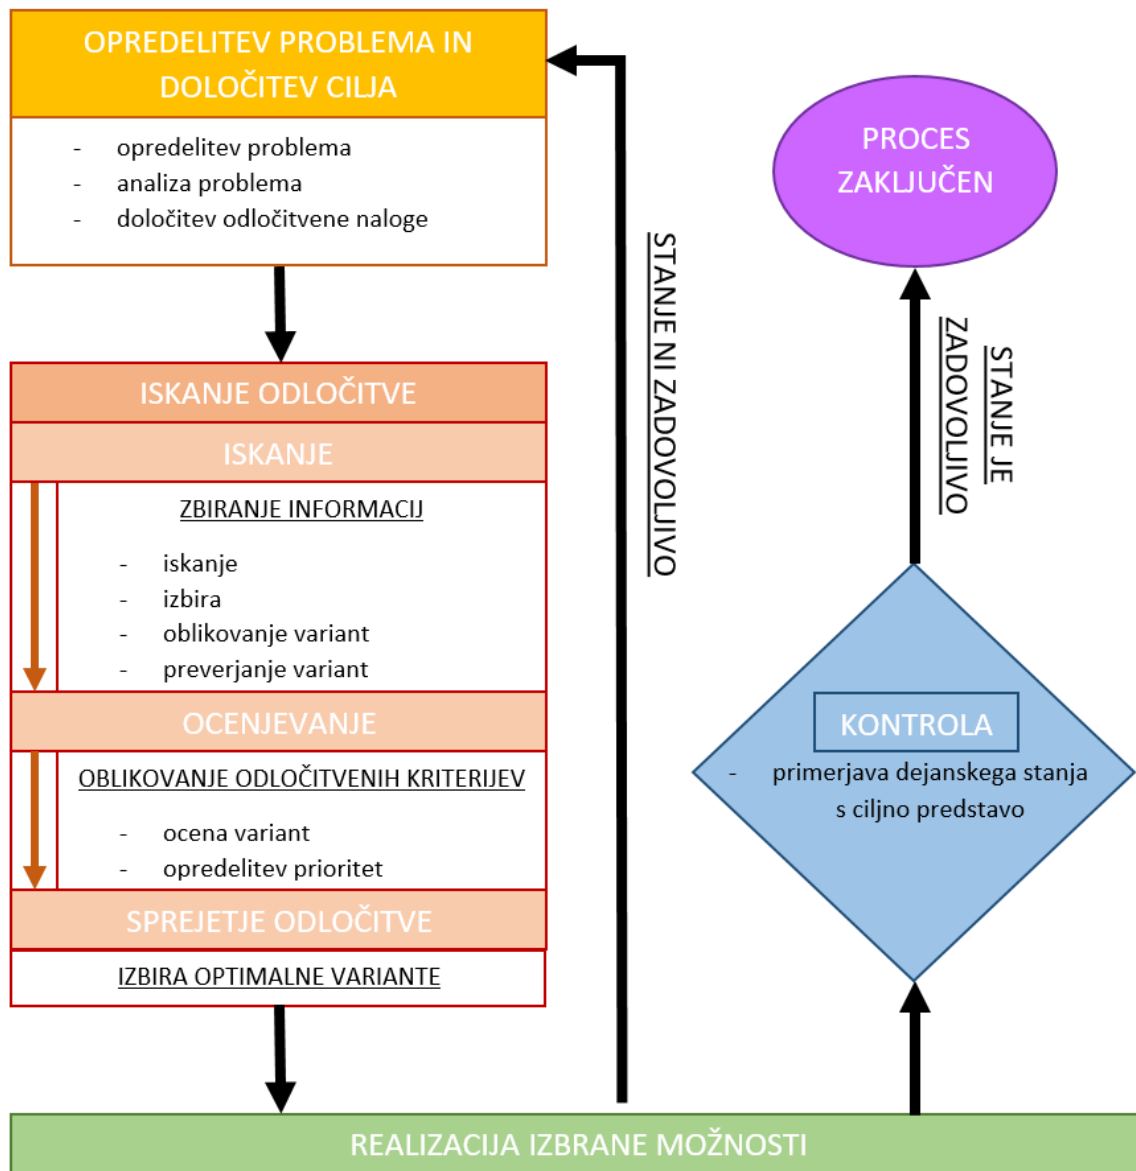 OPREDELITEV PROBLEMA IN
DOLOČITEV CILJA
- opredelitev problema
- analiza problema
- določitev odločitvene naloge
ISKANJE ODLOČITVE
ISKANJE
ZBIRANJE INFORMACIJ
- iskanje
- izbira
- oblikovanje variant
- preverjanje variant
OCENJEVANJE
OBLIKOVANJE ODLOČITVENIH KRITERIJEV
- ocena variant
- opredelitev prioritet
SPREJETJE ODLOČITVE
IZBIRA OPTIMALNE VARIANTE
REALIZACIJA IZBRANE MOŽNOSTI
STANJE NI ZADOVOLJIVO
KONTROLA
- primerjava dejanskega stanja
s ciljno predstavo
STANJE JE
ZADOVOLJIVO
PROCES
ZAKLJUČEN